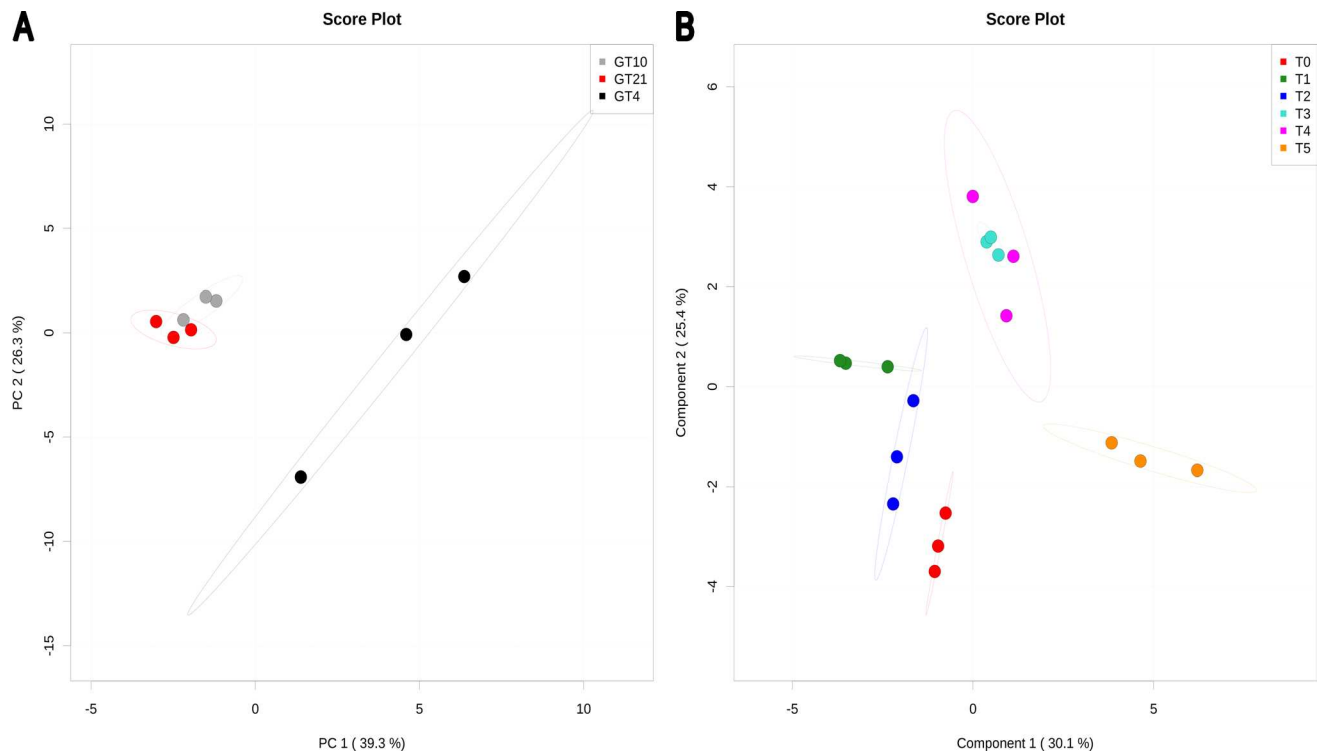 A
Score Plot
GT10
GT21
GT4
10
5
0
-5
-10
-15
PC 2 ( 26.3 %)
-5
0
5
10
PC 1 ( 39.3 %)
B
Score Plot
T0
T1
T2
T3
T4
T5
6
4
2
0
-2
-4
Component 2 ( 25.4 %)
-5
0
5
Component 1 ( 30.1 %)